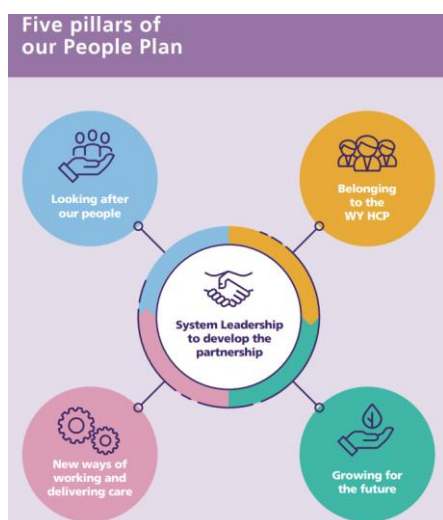 Five pillars of
our People Plan
Looking after
our people
Belonging
to the
WY HCP
System Leadership
to develop the
partnership
New ways of
working and
delivering care
Growing for
the future